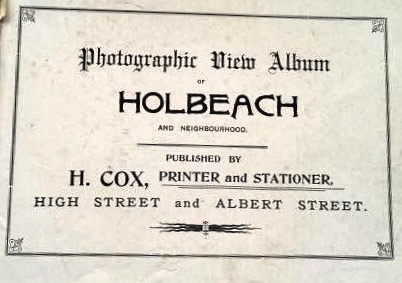 Photographic View Album
OF
HOLBEACH
AND NEIGHBOURHOOD.
PUBLISHED BY
H. COX, PRINTER and STATIONER,
HIGH STREET and ALBERT STREET.